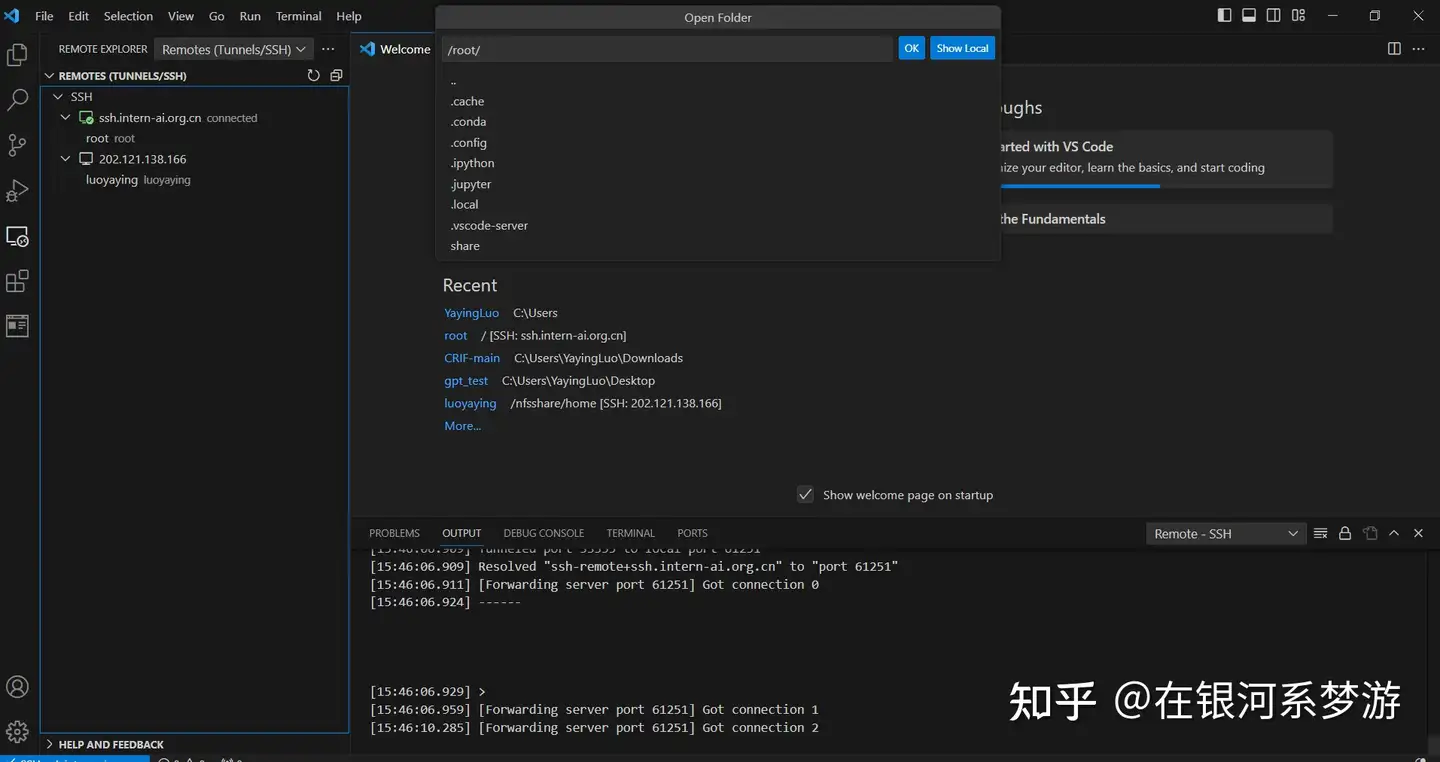 File Edit Selection View Go Run Terminal Help
Open Folder
REMOTE EXPLORER Remotes (Tunnels/SSH)
Welcome
/root/ OK Show Local
REMOTES (TUNNELS/SSH)
SSH
ssh.intern-ai.org.cn connected
root root
202.121.138.166
luoyaying luoyaying
..
.cache
.conda
.config
.ipython
.jupyter
.local
.vscode-server
share
arted with VS Code
ize your editor, learn the basics, and start coding
the Fundamentals
Recent
YayingLuo C:\Users
root / [SSH: ssh.intern-ai.org.cn]
CRIF-main C:\Users\YayingLuo\Downloads
gpt_test C:\Users\YayingLuo\Desktop
luoyaying /nfsshare/home [SSH: 202.121.138.166]
More...
Show welcome page on startup
PROBLEMS OUTPUT DEBUG CONSOLE TERMINAL PORTS Remote - SSH
[15:46:06.909] Resolved "ssh-remote+ssh.intern-ai.org.cn" to "port 61251"
[15:46:06.911] [Forwarding server port 61251] Got connection 0
[15:46:06.924] ------
[15:46:06.929] >
[15:46:06.959] [Forwarding server port 61251] Got connection 1
[15:46:10.285] [Forwarding server port 61251] Got connection 2
HELP AND FEEDBACK
知乎 @在银河系梦游